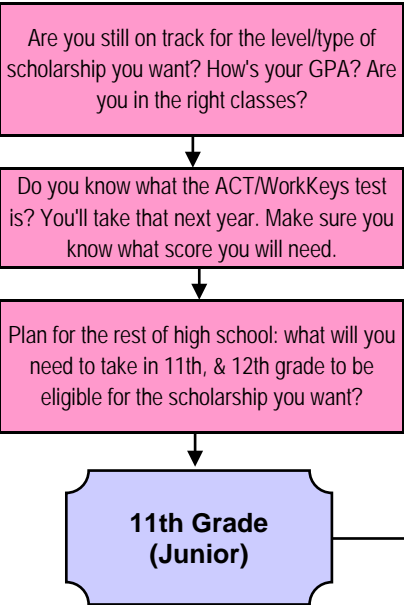 Are you still on track for the level/type of
scholarship you want? How's your GPA? Are
you in the right classes?
Do you know what the ACT/WorkKeys test
is? You'll take that next year. Make sure you
know what score you will need.
Plan for the rest of high school: what will you
need to take in 11th, & 12th grade to be
eligible for the scholarship you want?
11th Grade
(Junior)